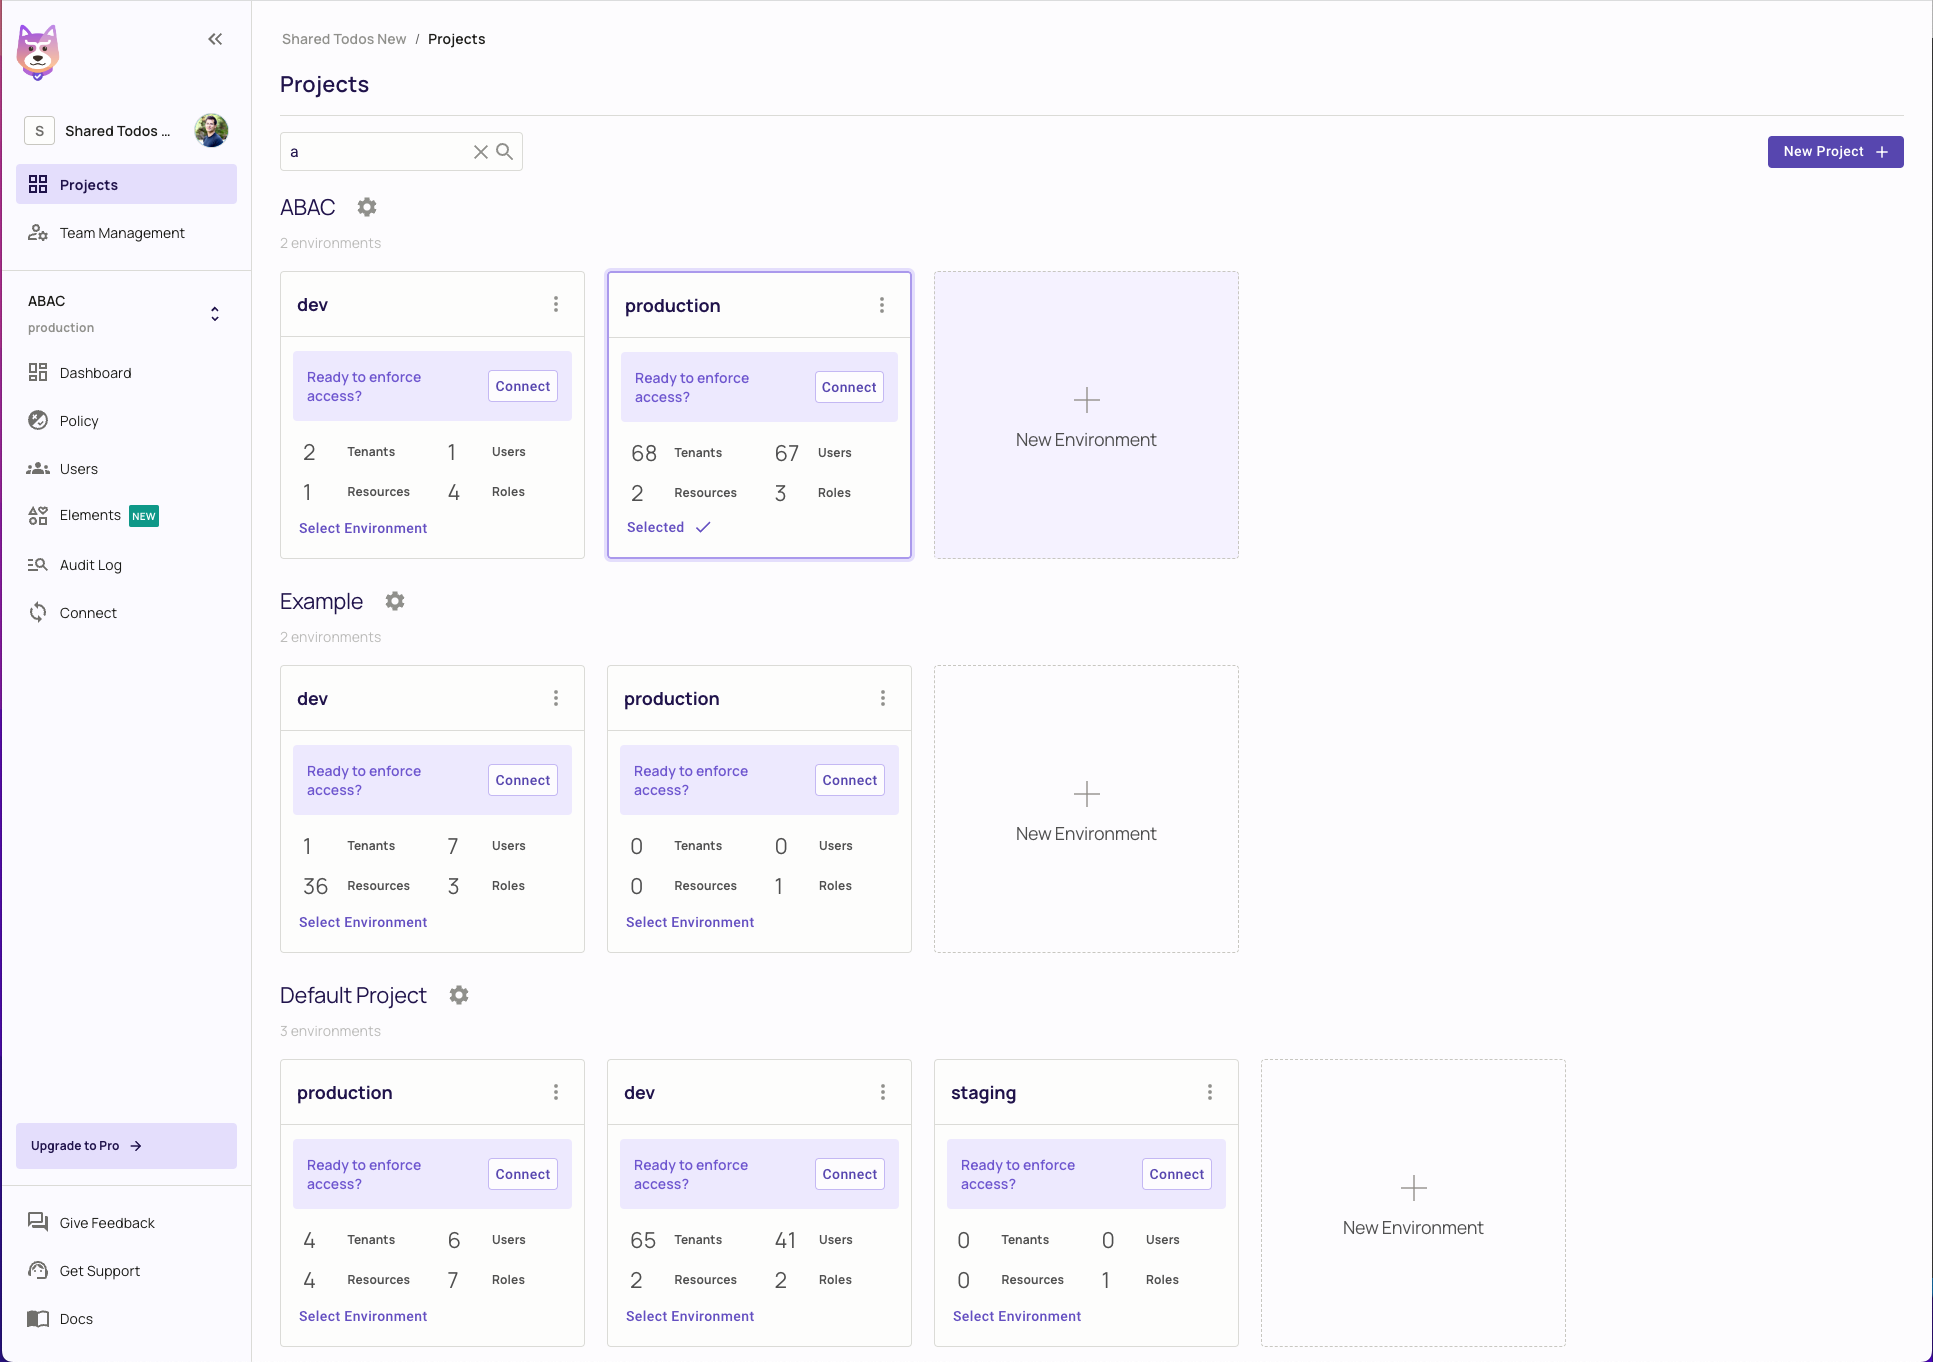 Shared Todos New / Projects
Projects
S Shared Todos ...
Projects
Team Management
ABAC
production
Dashboard
Policy
Users
Elements NEW
Audit Log
Connect
Upgrade to Pro
Give Feedback
Get Support
Docs
a
New Project
ABAC
2 environments
dev
Ready to enforce
access?
Connect
2 Tenants 1 Users
1 Resources 4 Roles
Select Environment
production
Ready to enforce
access?
Connect
68 Tenants 67 Users
2 Resources 3 Roles
Selected
New Environment
Example
2 environments
dev
Ready to enforce
access?
Connect
1 Tenants 7 Users
36 Resources 3 Roles
Select Environment
production
Ready to enforce
access?
Connect
0 Tenants 0 Users
0 Resources 1 Roles
Select Environment
New Environment
Default Project
3 environments
production
Ready to enforce
access?
Connect
4 Tenants 6 Users
4 Resources 7 Roles
Select Environment
dev
Ready to enforce
access?
Connect
65 Tenants 41 Users
2 Resources 2 Roles
Select Environment
staging
Ready to enforce
access?
Connect
0 Tenants 0 Users
0 Resources 1 Roles
Select Environment
New Environment